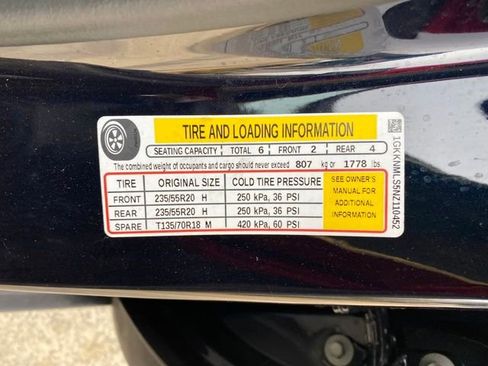 TIRE AND LOADING INFORMATION
SEATING CAPACITY TOTAL 6 FRONT 2 REAR 4
The combined weight of occupants and cargo should never exceed 807 kg or 1778 lbs.
TIRE ORIGINAL SIZE COLD TIRE PRESSURE
FRONT 235/55R20 H 250 kPa, 36 PSI
REAR 235/55R20 H 250 kPa, 36 PSI
SPARE T135/70R18 M 420 kPa, 60 PSI
SEE OWNER'S
MANUAL FOR
ADDITIONAL
INFORMATION
1GKKNMLS5NZ110452